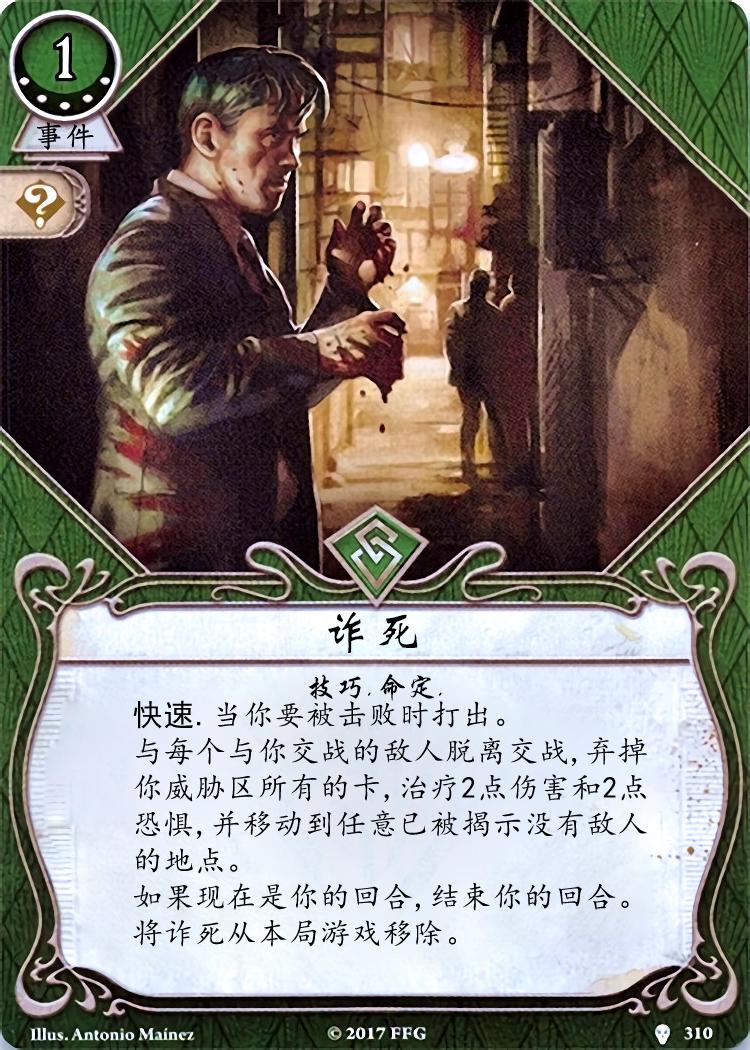 1
事件
?
诈死
技巧. 命定.
快速. 当你要被击败时打出。
与每个与你交战的敌人脱离交战, 弃掉
你威胁区所有的卡, 治疗2点伤害和2点
恐惧, 并移动到任意已被揭示没有敌人
的地点。
如果现在是你的回合, 结束你的回合。
将诈死从本局游戏移除。
Illus. Antonio Maínez
© 2017 FFG
310